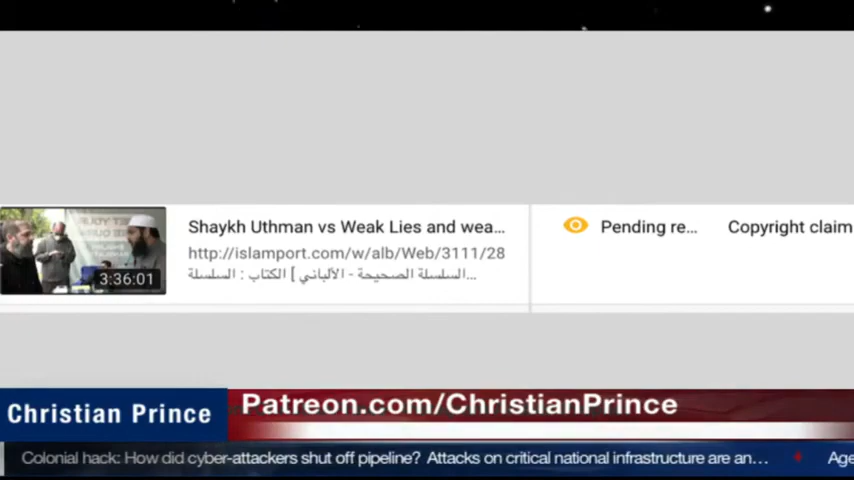 Shaykh Uthman vs Weak Lies and wea...
Pending re...
Copyright claim
http://islamport.com/w/alb/Web/3111/28
السلسلة الصحيحة - الألباني ] الكتاب : السلسلة...
3:36:01
Patreon.com/ChristianPrince
Christian Prince
Colonial hack: How did cyber-attackers shut off pipeline? Attacks on critical national infrastructure are an...
Age